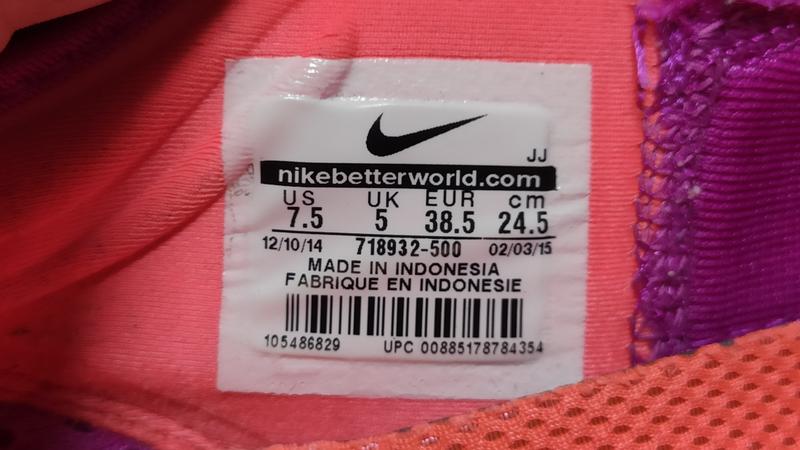 JJ
nikebetterworld.com
US UK EUR cm
7.5 5 38.5 24.5
12/10/14 718932-500 02/03/15
MADE IN INDONESIA
FABRIQUE EN INDONESIE
105486829 UPC 00885178784354